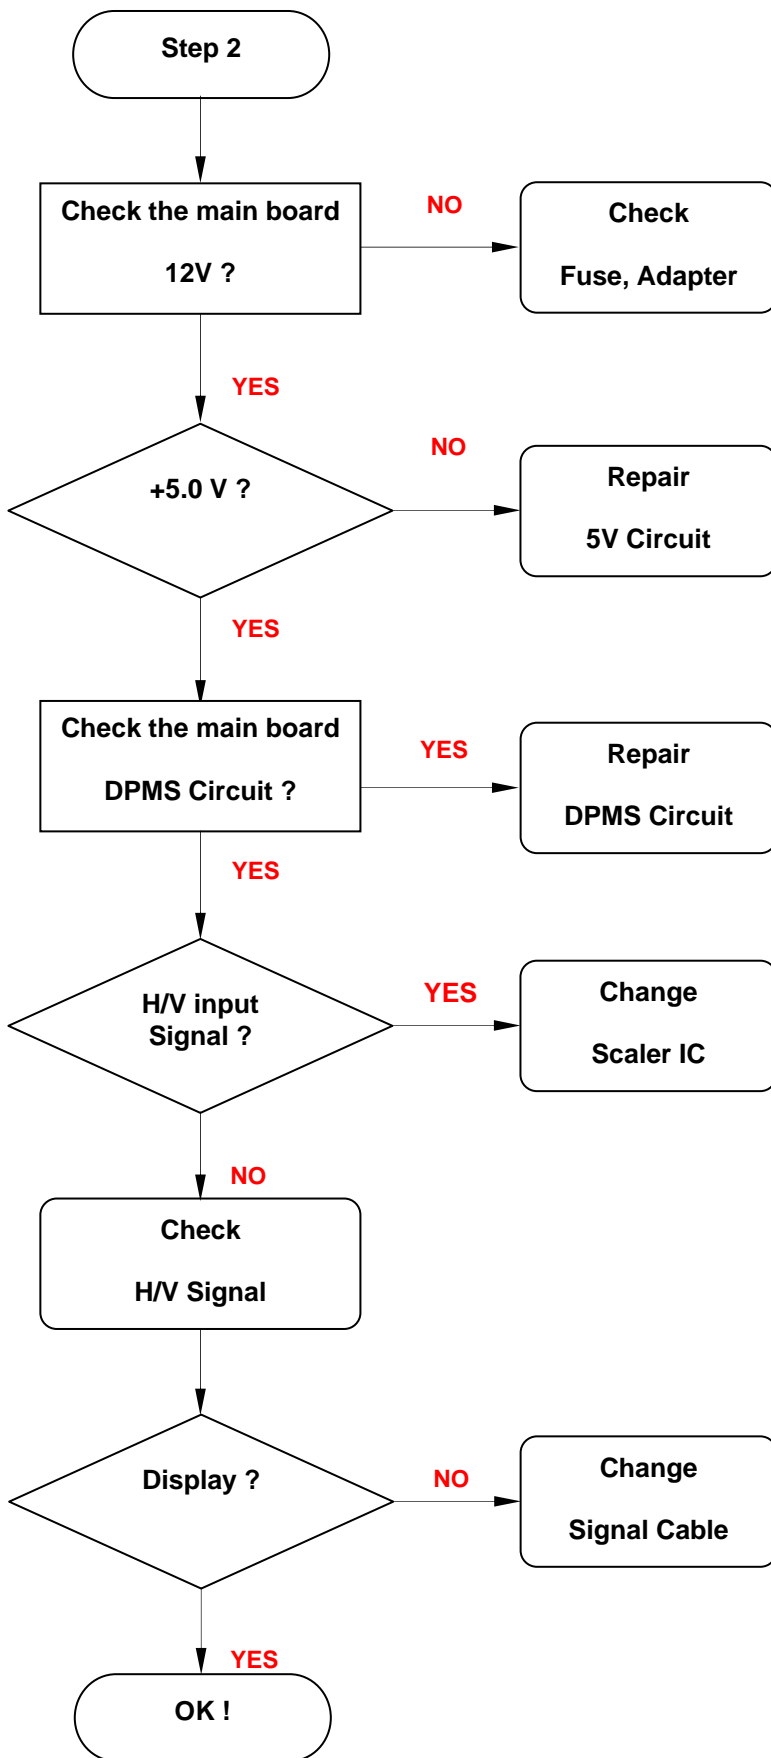 Step 2
Check the main board
12V ?
NO
Check
Fuse, Adapter
YES
+5.0 V ?
NO
Repair
5V Circuit
YES
Check the main board
DPMS Circuit ?
YES
Repair
DPMS Circuit
YES
H/V input
Signal ?
YES
Change
Scaler IC
NO
Check
H/V Signal
Display ?
NO
Change
Signal Cable
YES
OK !